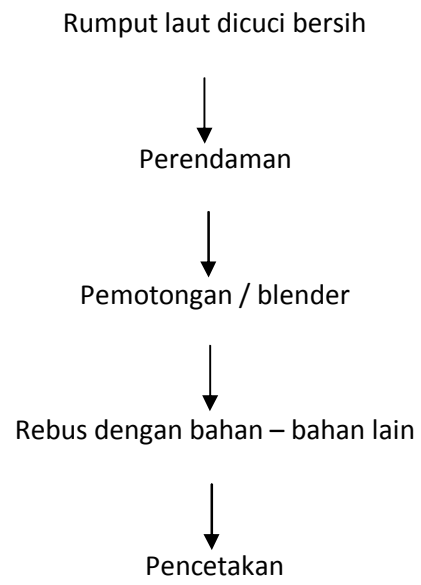 Rumput laut dicuci bersih
Perendaman
Pemotongan / blender
Rebus dengan bahan – bahan lain
Pencetakan